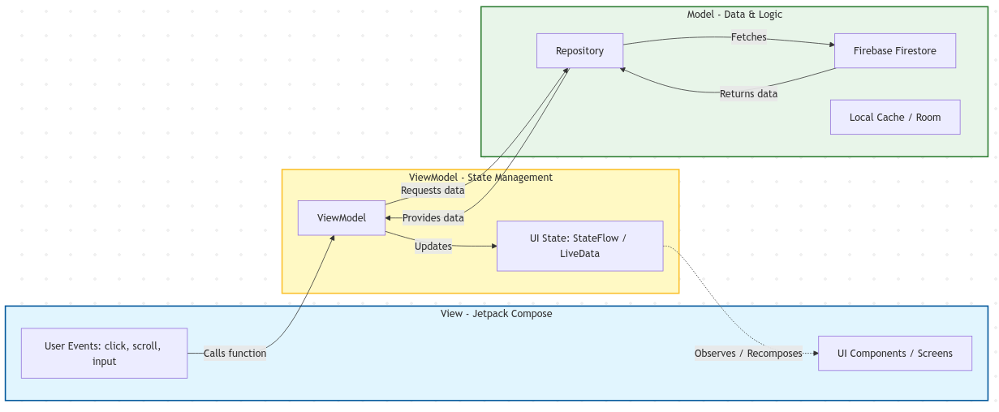 Model - Data & Logic
Repository
Fetches
Firebase Firestore
Returns data
Local Cache / Room
ViewModel - State Management
Requests data
ViewModel
Provides data
Updates
UI State: StateFlow /
LiveData
View - Jetpack Compose
User Events: click, scroll,
input
Calls function
Observes / Recomposes
UI Components / Screens